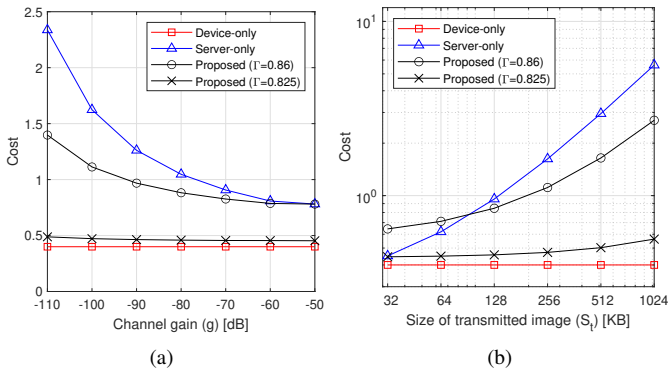 2.5
2
1.5
1
0.5
0
Cost
Device-only
Server-only
Proposed (Γ=0.86)
Proposed (Γ=0.825)
-110 -100 -90 -80 -70 -60 -50
Channel gain (g) [dB]
(a)
10^1
10^0
Cost
Device-only
Server-only
Proposed (Γ=0.86)
Proposed (Γ=0.825)
32 64 128 256 512 1024
Size of transmitted image (S_t) [KB]
(b)